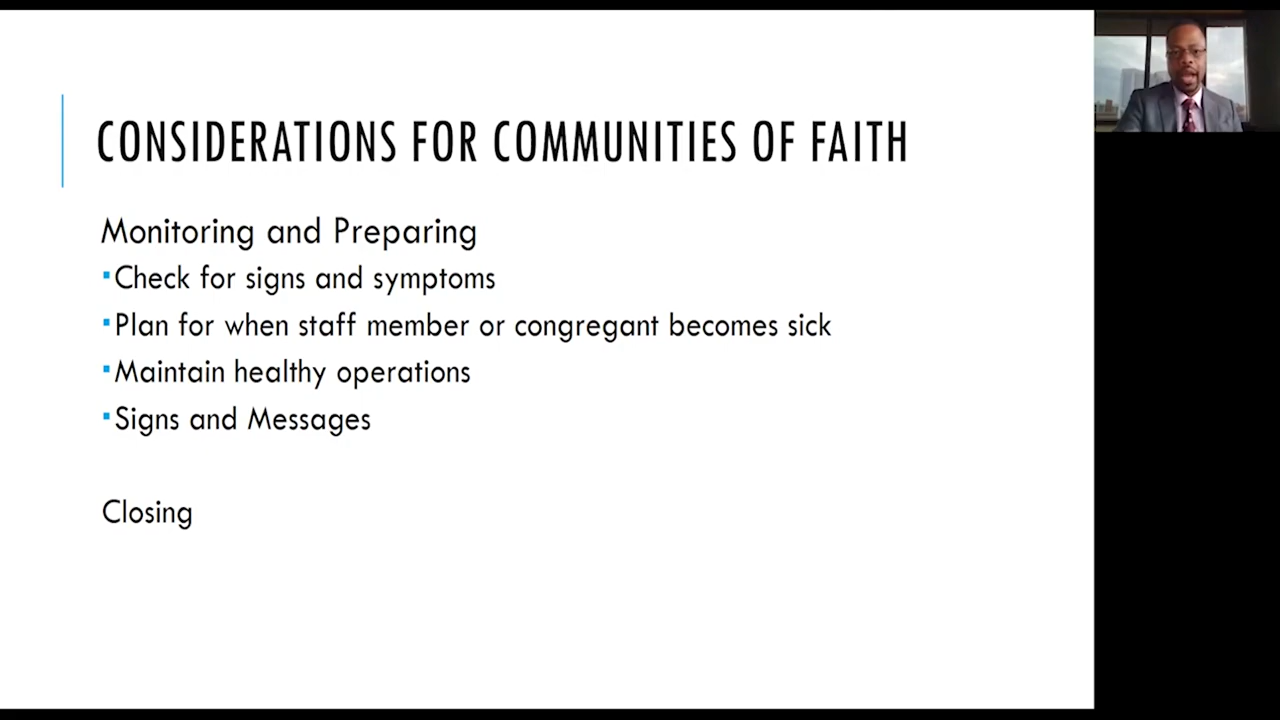 CONSIDERATIONS FOR COMMUNITIES OF FAITH
Monitoring and Preparing
▪Check for signs and symptoms
▪Plan for when staff member or congregant becomes sick
▪Maintain healthy operations
▪Signs and Messages
Closing